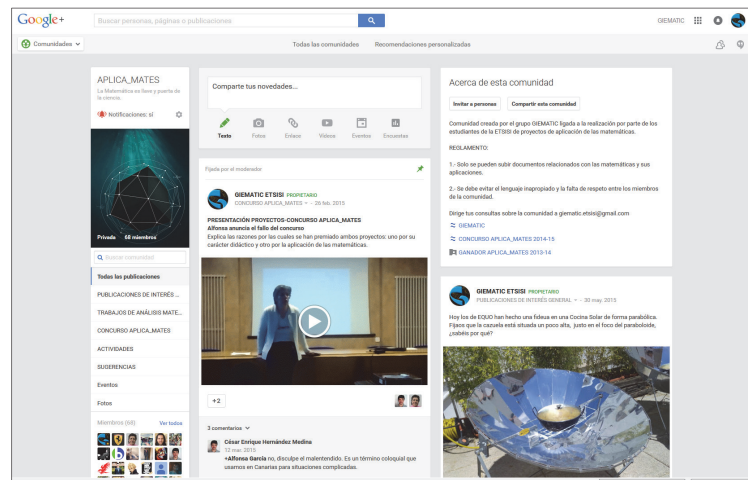 Google+
Buscar personas, páginas o publicaciones
GIEMATIC
Comunidades
Todas las comunidades
Recomendaciones personalizadas
APLICA_MATES
La Matemática es llave y puerta de
la ciencia.
Notificaciones: sí
Privada 68 miembros
Buscar comunidad
Todas las publicaciones
PUBLICACIONES DE INTERÉS ...
TRABAJOS DE ANÁLISIS MATE...
CONCURSO APLICA_MATES
ACTIVIDADES
SUGERENCIAS
Eventos
Fotos
Miembros (68) Ver todos
Comparte tus novedades...
Texto Fotos Enlace Vídeos Eventos Encuestas
Fijada por el moderador
GIEMATIC ETSISI PROPIETARIO
CONCURSO APLICA_MATES - 26 feb. 2015
PRESENTACIÓN PROYECTOS-CONCURSO APLICA_MATES
Alfonsa anuncia el fallo del concurso
Explica las razones por las cuales se han premiado ambos proyectos: uno por su
carácter didáctico y otro por la aplicación de las matemáticas.
+2
3 comentarios
César Enrique Hernández Medina
12 mar. 2015
+Alfonsa García no, disculpe el malentendido. Es un término coloquial que
usamos en Canarias para situaciones complicadas.
Acerca de esta comunidad
Invitar a personas Compartir esta comunidad
Comunidad creada por el grupo GIEMATIC ligada a la realización por parte de los
estudiantes de la ETSISI de proyectos de aplicación de las matemáticas.
REGLAMENTO:
1.- Solo se pueden subir documentos relacionados con las matemáticas y sus
aplicaciones.
2.- Se debe evitar el lenguaje inapropiado y la falta de respeto entre los miembros
de la comunidad.
Dirige tus consultas sobre la comunidad a giematic.etsisi@gmail.com
GIEMATIC
CONCURSO APLICA_MATES 2014-15
GANADOR APLICA_MATES 2013-14
GIEMATIC ETSISI PROPIETARIO
PUBLICACIONES DE INTERÉS GENERAL - 30 may. 2015
Hoy los de EQUO han hecho una fideua en una Cocina Solar de forma parabólica.
Fijaos que la cazuela está situada un poco alta, justo en el foco del paraboloide,
¿sabéis por qué?